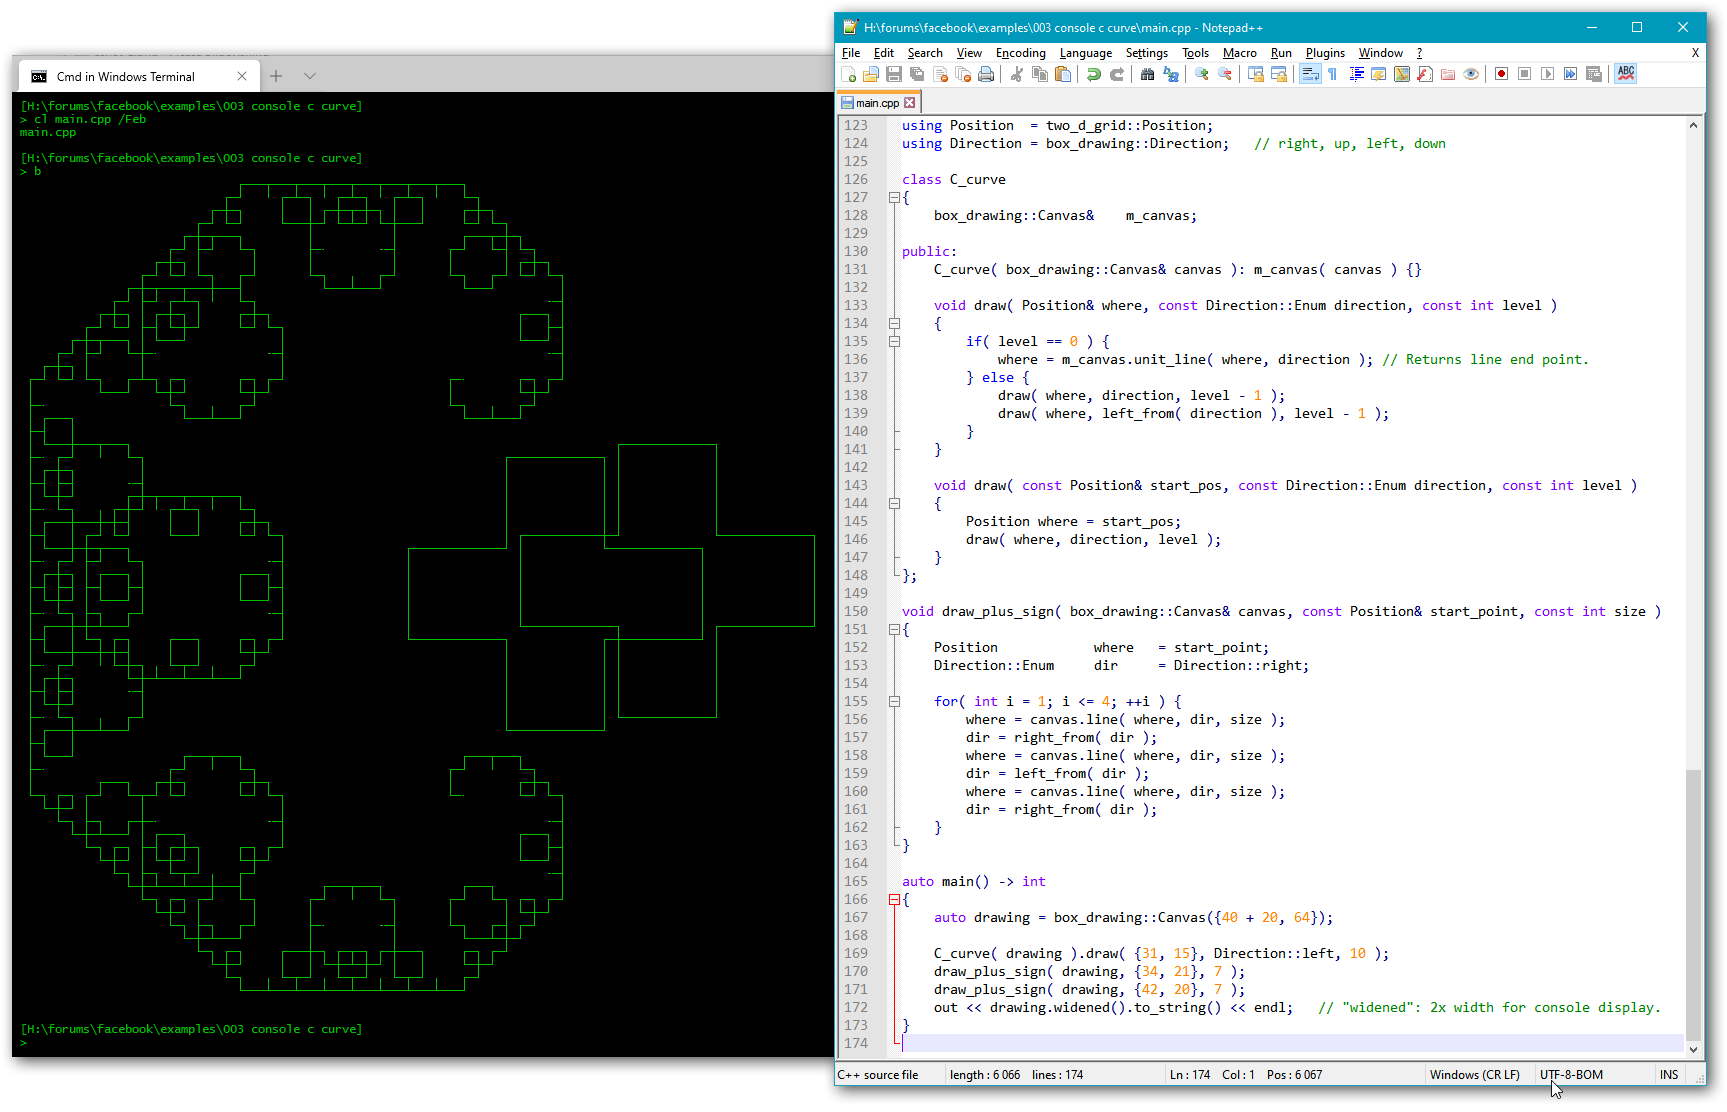 Cmd in Windows Terminal
[H:\forums\facebook\examples\003 console c curve]
> cl main.cpp /Feb
main.cpp
[H:\forums\facebook\examples\003 console c curve]
> b
[H:\forums\facebook\examples\003 console c curve]
>
H:\forums\facebook\examples\003 console c curve\main.cpp - Notepad++
File Edit Search View Encoding Language Settings Tools Macro Run Plugins Window ? X
ABC
main.cpp
123 using Position  = two_d_grid::Position;
124 using Direction = box_drawing::Direction;   // right, up, left, down
125
126 class C_curve
127 {
128     box_drawing::Canvas&    m_canvas;
129
130 public:
131     C_curve( box_drawing::Canvas& canvas ): m_canvas( canvas ) {}
132
133     void draw( Position& where, const Direction::Enum direction, const int level )
134     {
135         if( level == 0 ) {
136             where = m_canvas.unit_line( where, direction ); // Returns line end point.
137         } else {
138             draw( where, direction, level - 1 );
139             draw( where, left_from( direction ), level - 1 );
140         }
141     }
142
143     void draw( const Position& start_pos, const Direction::Enum direction, const int level )
144     {
145         Position where = start_pos;
146         draw( where, direction, level );
147     }
148 };
149
150 void draw_plus_sign( box_drawing::Canvas& canvas, const Position& start_point, const int size )
151 {
152     Position            where   = start_point;
153     Direction::Enum     dir     = Direction::right;
154
155     for( int i = 1; i <= 4; ++i ) {
156         where = canvas.line( where, dir, size );
157         dir = right_from( dir );
158         where = canvas.line( where, dir, size );
159         dir = left_from( dir );
160         where = canvas.line( where, dir, size );
161         dir = right_from( dir );
162     }
163 }
164
165 auto main() -> int
166 {
167     auto drawing = box_drawing::Canvas({40 + 20, 64});
168
169     C_curve( drawing ).draw( {31, 15}, Direction::left, 10 );
170     draw_plus_sign( drawing, {34, 21}, 7 );
171     draw_plus_sign( drawing, {42, 20}, 7 );
172     out << drawing.widened().to_string() << endl;   // "widened": 2x width for console display.
173 }
174
C++ source file length : 6 066 lines : 174 Ln : 174 Col : 1 Pos : 6 067 Windows (CR LF) UTF-8-BOM INS